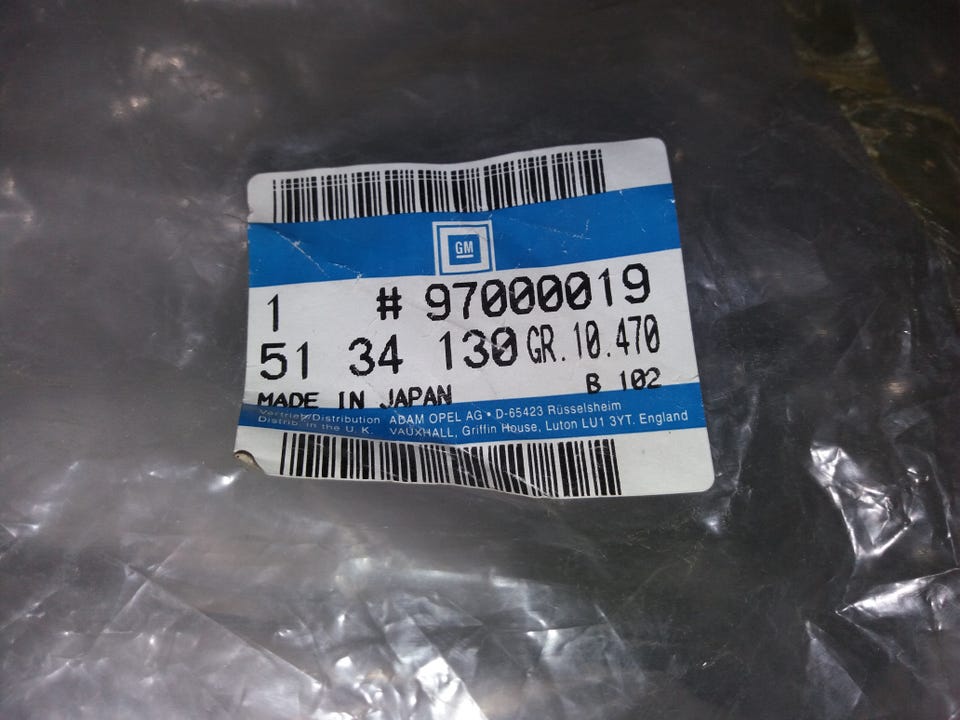 GM
1 # 97000019
51 34 130 GR. 10.470
B 102
MADE IN JAPAN
Vertrieb/Distribution ADAM OPEL AG • D-65423 Rüsselsheim
Distrib. in the U. K. VAUXHALL, Griffin House, Luton LU1 3YT. England